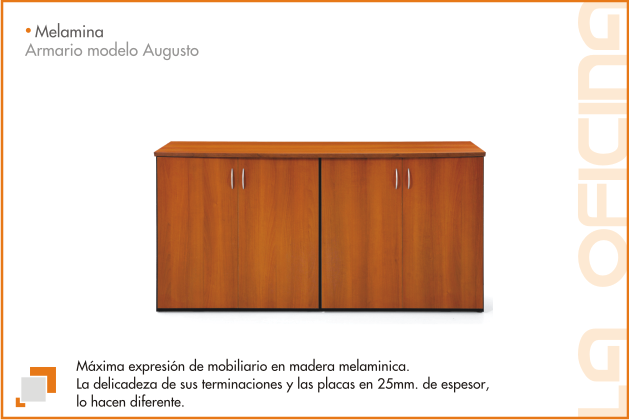 • Melamina
Armario modelo Augusto
LA OFICINA
Máxima expresión de mobiliario en madera melaminica.
La delicadeza de sus terminaciones y las placas en 25mm. de espesor,
lo hacen diferente.